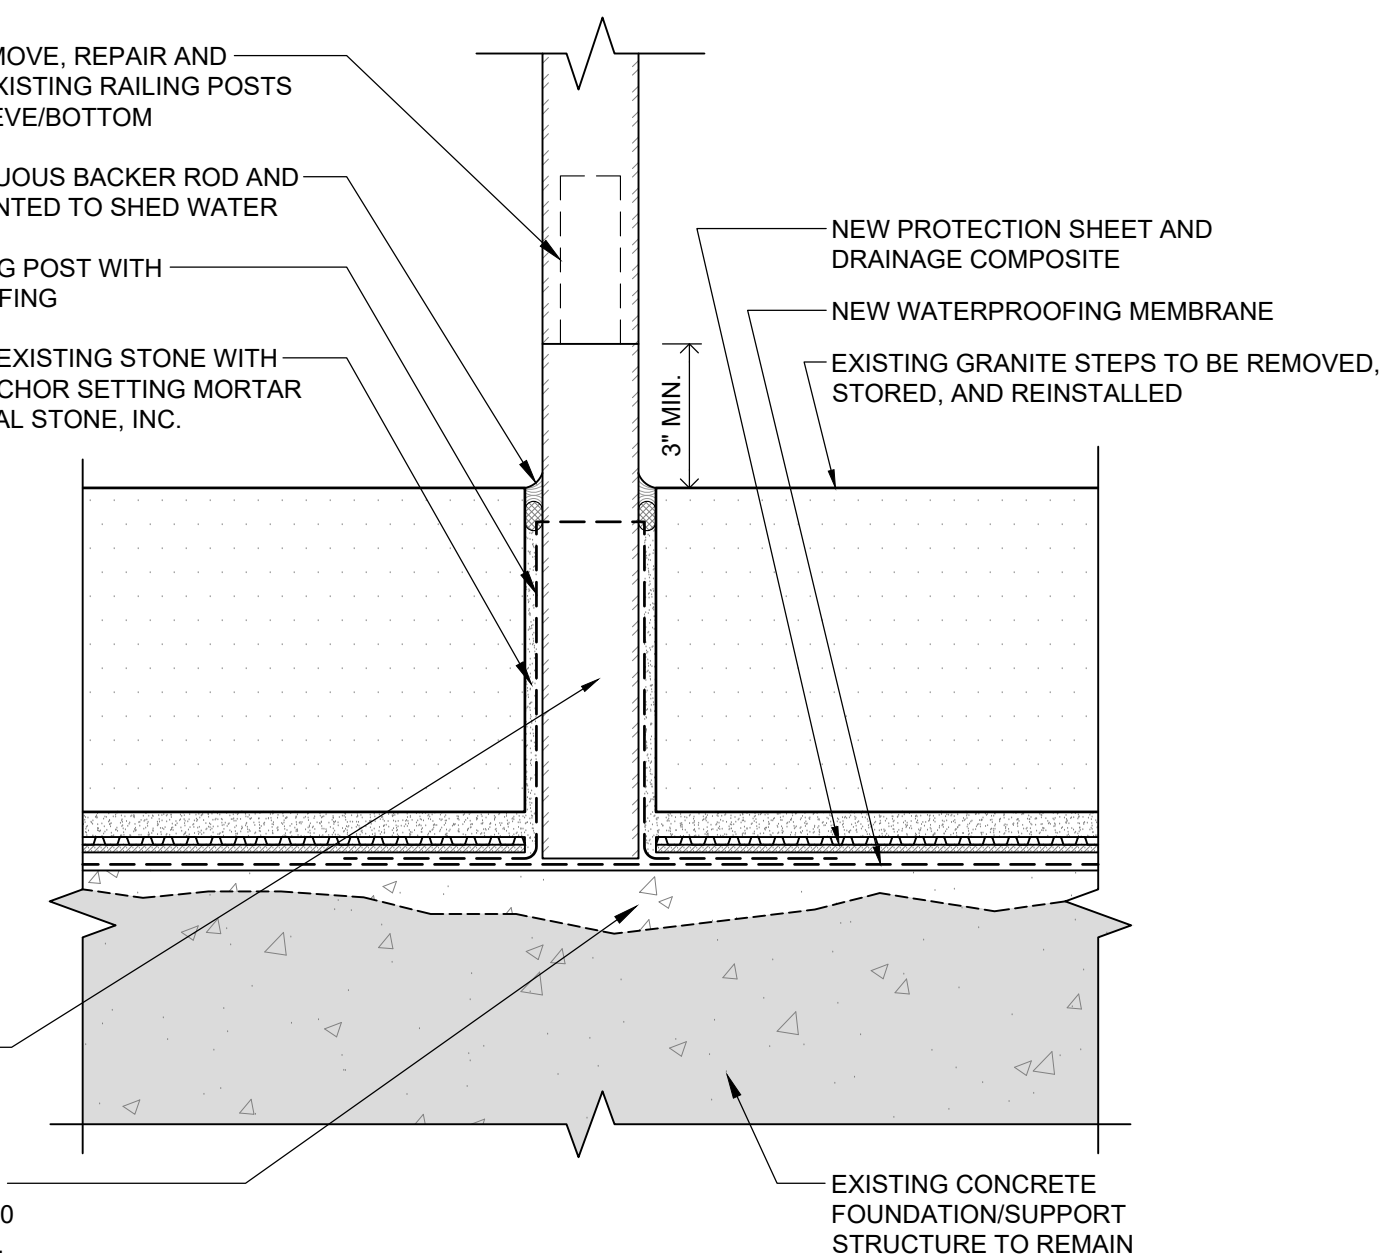 MOVE, REPAIR AND
XISTING RAILING POSTS
EVE/BOTTOM
UOUS BACKER ROD AND
NTED TO SHED WATER
G POST WITH
FING
EXISTING STONE WITH
CHOR SETTING MORTAR
AL STONE, INC.
3" MIN.
NEW PROTECTION SHEET AND
DRAINAGE COMPOSITE
NEW WATERPROOFING MEMBRANE
EXISTING GRANITE STEPS TO BE REMOVED,
STORED, AND REINSTALLED
0
EXISTING CONCRETE
FOUNDATION/SUPPORT
STRUCTURE TO REMAIN